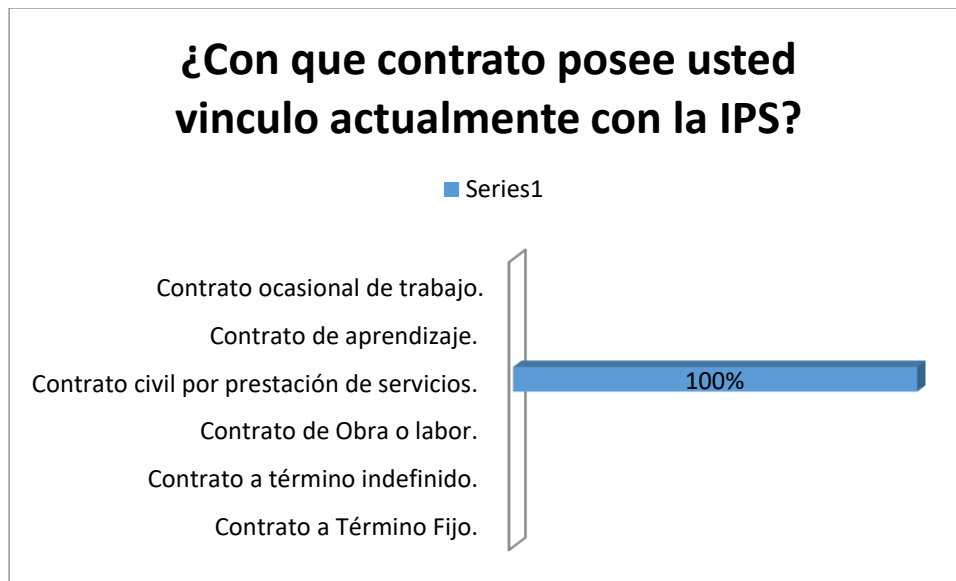 ¿Con que contrato posee usted
vinculo actualmente con la IPS?
Series1
Contrato ocasional de trabajo.
Contrato de aprendizaje.
Contrato civil por prestación de servicios.
100%
Contrato de Obra o labor.
Contrato a término indefinido.
Contrato a Término Fijo.